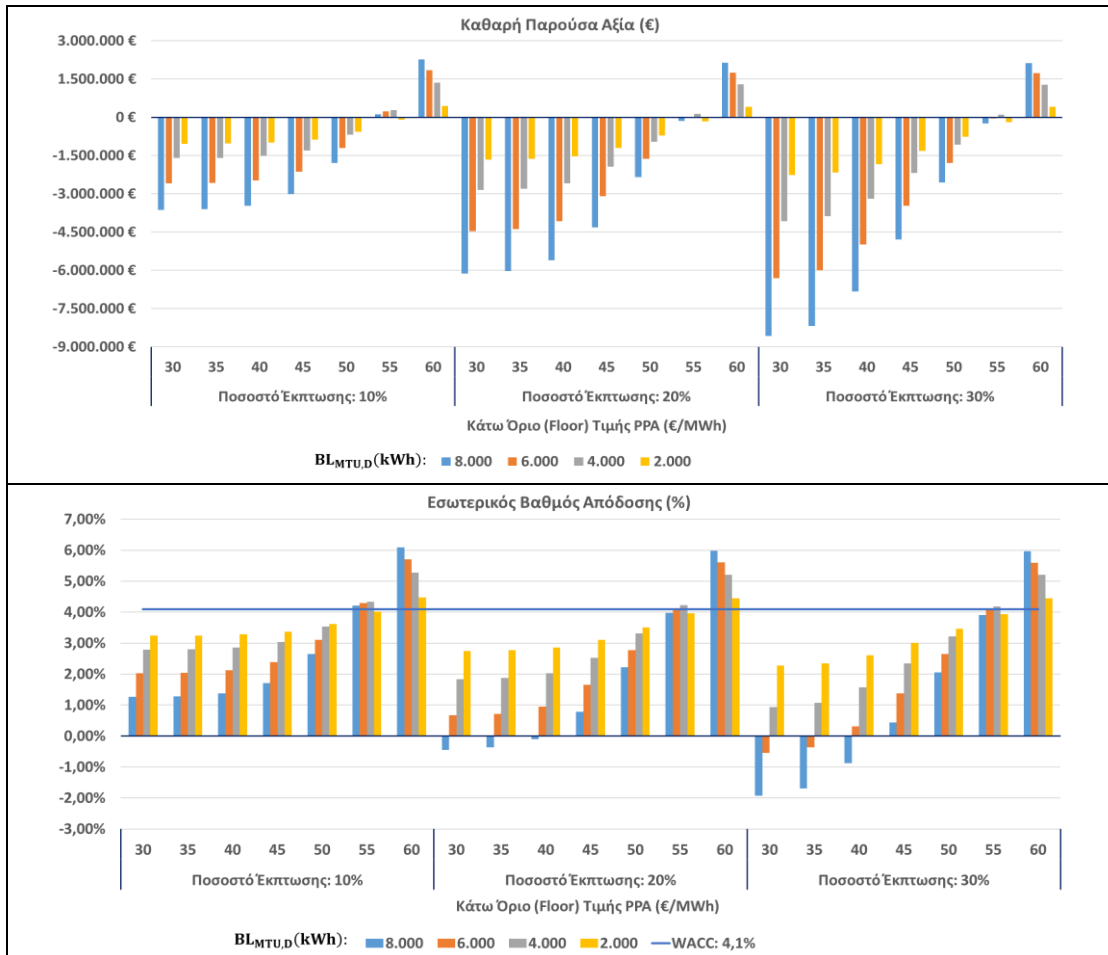 Καθαρή Παρούσα Αξία (€)
3.000.000 €
1.500.000 €
0 €
-1.500.000 €
-3.000.000 €
-4.500.000 €
-6.000.000 €
-7.500.000 €
-9.000.000 €
30 35 40 45 50 55 60 30 35 40 45 50 55 60 30 35 40 45 50 55 60
Ποσοστό Έκπτωσης: 10% Ποσοστό Έκπτωσης: 20% Ποσοστό Έκπτωσης: 30%
Κάτω Όριο (Floor) Τιμής PPA (€/MWh)
BL_MTU,D(kWh): 8.000 6.000 4.000 2.000
Εσωτερικός Βαθμός Απόδοσης (%)
7,00%
6,00%
5,00%
4,00%
3,00%
2,00%
1,00%
0,00%
-1,00%
-2,00%
-3,00%
30 35 40 45 50 55 60 30 35 40 45 50 55 60 30 35 40 45 50 55 60
Ποσοστό Έκπτωσης: 10% Ποσοστό Έκπτωσης: 20% Ποσοστό Έκπτωσης: 30%
Κάτω Όριο (Floor) Τιμής PPA (€/MWh)
BL_MTU,D(kWh): 8.000 6.000 4.000 2.000 WACC: 4,1%